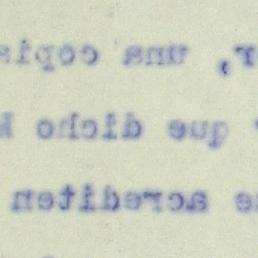 r, una copia
que dicho
e acrediten